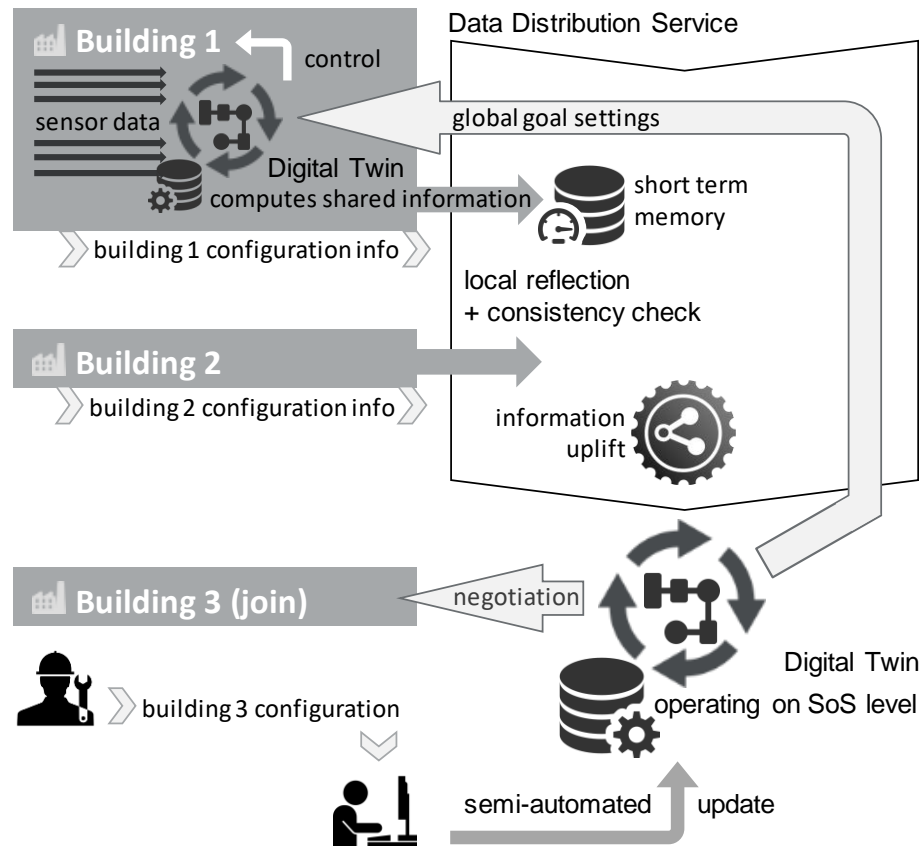 Data Distribution Service
Building 1
control
sensor data
global goal settings
Digital Twin
computes shared information
short term
memory
building 1 configuration info
local reflection
+ consistency check
Building 2
building 2 configuration info
information
uplift
Building 3 (join)
negotiation
Digital Twin
operating on SoS level
building 3 configuration
semi-automated update